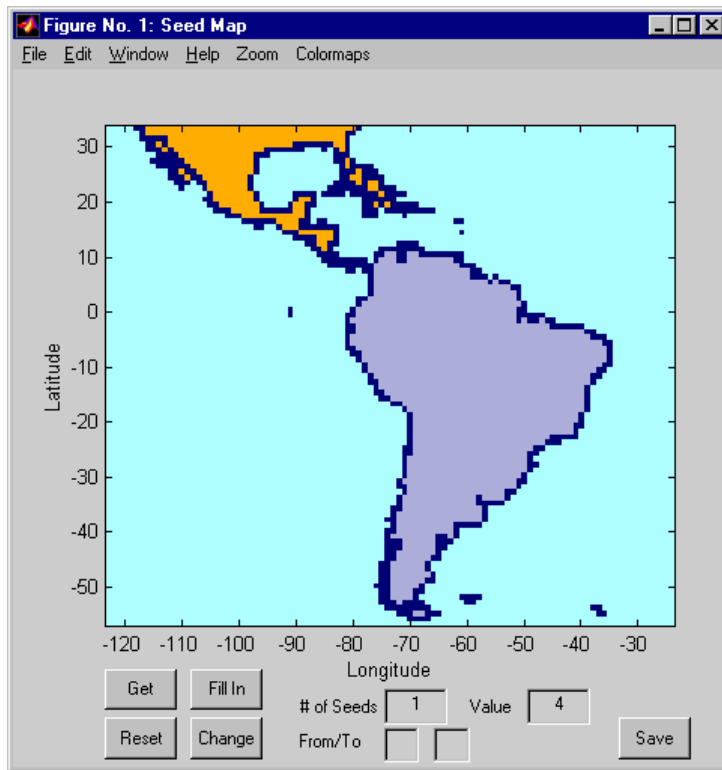 Figure No. 1: Seed Map
File Edit Window Help Zoom Colormaps
30
20
10
0
-10
-20
-30
-40
-50
Latitude
-120 -110 -100 -90 -80 -70 -60 -50 -40 -30
Longitude
Get Fill In # of Seeds 1 Value 4
Reset Change From/To Save